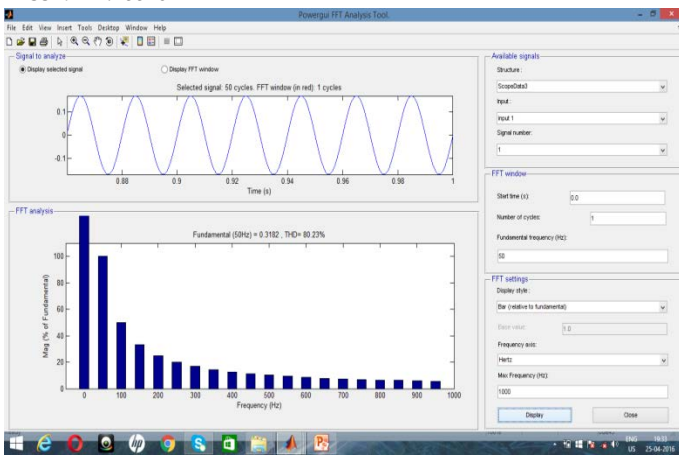 Powergui FFT Analysis Tool.
File Edit View Insert Tools Desktop Window Help
Signal to analyze
Display selected signal
Display FFT window
Selected signal: 50 cycles. FFT window (in red): 1 cycles
0.1
0
-0.1
0.88 0.9 0.92 0.94 0.96 0.98 1
Time (s)
FFT analysis
Fundamental (50Hz) = 0.3182 , THD= 80.23%
Mag (% of Fundamental)
100
80
60
40
20
0
0 100 200 300 400 500 600 700 800 900 1000
Frequency (Hz)
Available signals
Structure :
ScopeData3
Input :
input 1
Signal number:
1
FFT window
Start time (s): 0.0
Number of cycles: 1
Fundamental frequency (Hz):
50
FFT settings
Display style :
Bar (relative to fundamental)
Base value: 1.0
Frequency axis:
Hertz
Max Frequency (Hz):
1000
Display Close
ENG 19:33
US 25-04-2016